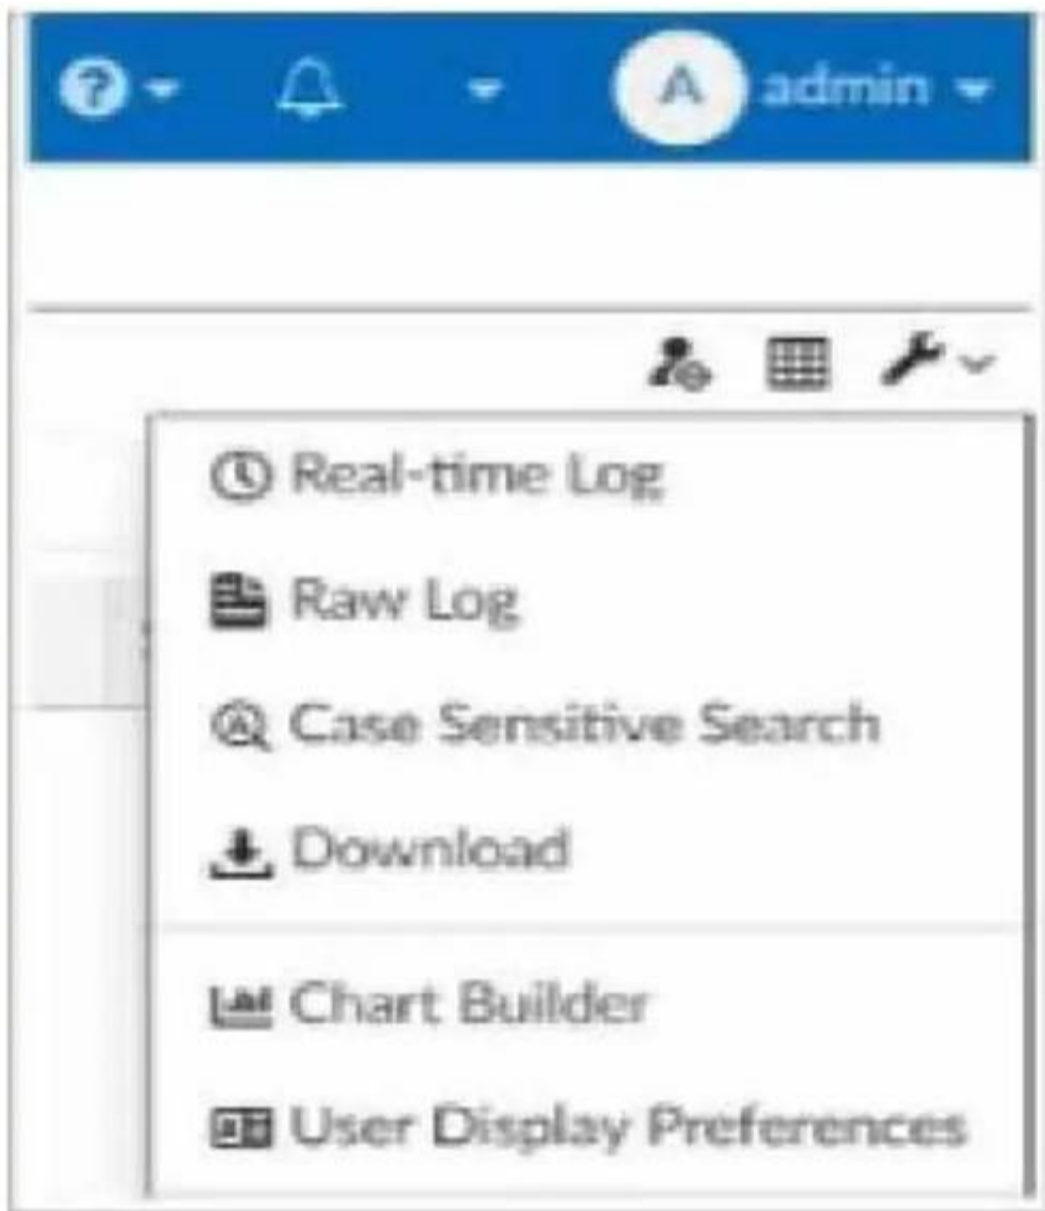 A admin
Real-time Log
Raw Log
Case Sensitive Search
Download
Chart Builder
User Display Preferences